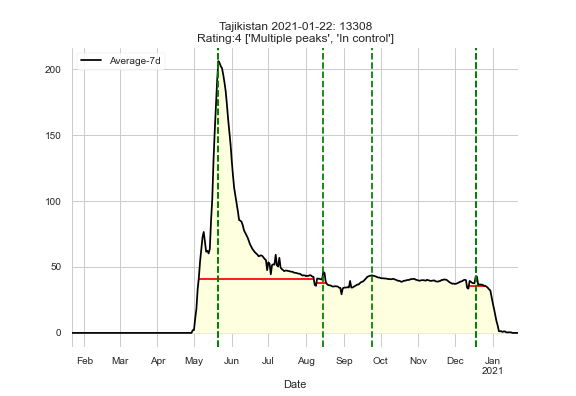 Tajikistan 2021-01-22: 13308
Rating:4 ['Multiple peaks', 'In control']
Average-7d
200
150
100
50
0
Feb Mar Apr May Jun Jul Aug Sep Oct Nov Dec Jan
2021
Date